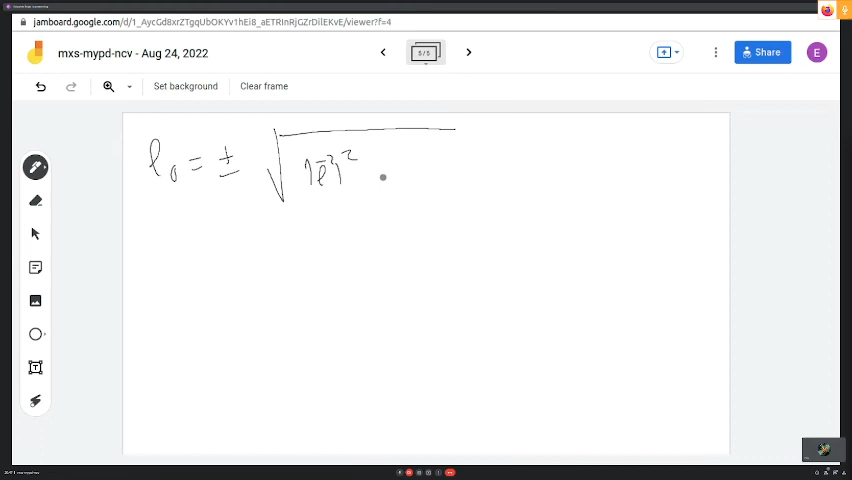 jamboard.google.com/d/1_AycGd8xrZTgqUbOKYv1hEi8_aETRInRjGZrDilEKvE/viewer?f=4
mxs-mypd-ncv - Aug 24, 2022
5/5
Share
E
Set background
Clear frame
l₀ = ± √|l⃗|²